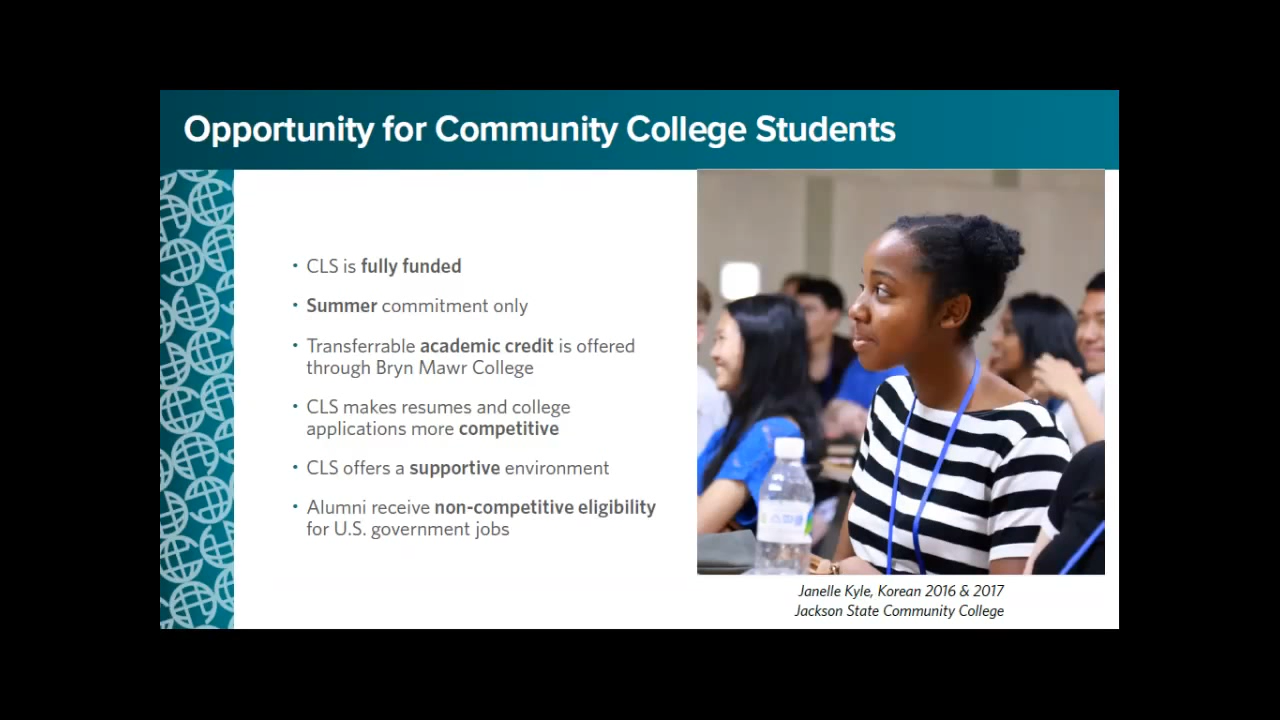 Opportunity for Community College Students
• CLS is fully funded
• Summer commitment only
• Transferrable academic credit is offered
through Bryn Mawr College
• CLS makes resumes and college
applications more competitive
• CLS offers a supportive environment
• Alumni receive non-competitive eligibility
for U.S. government jobs
Janelle Kyle, Korean 2016 & 2017
Jackson State Community College